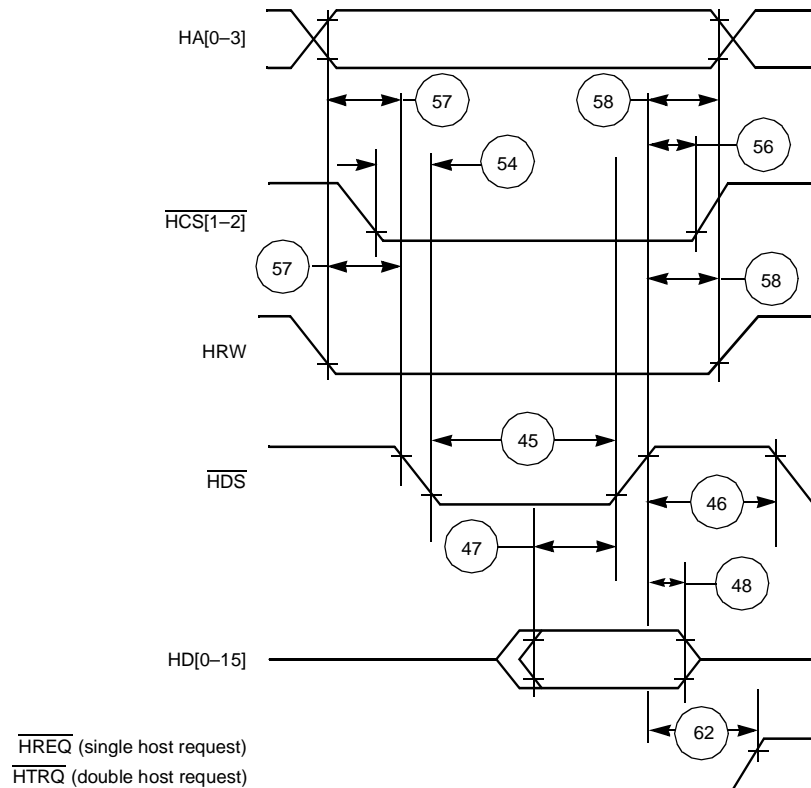 HA[0–3]
57
58
54
56
HCS[1–2]
57
58
HRW
45
HDS
46
47
48
HD[0–15]
62
HREQ (single host request)
HTRQ (double host request)